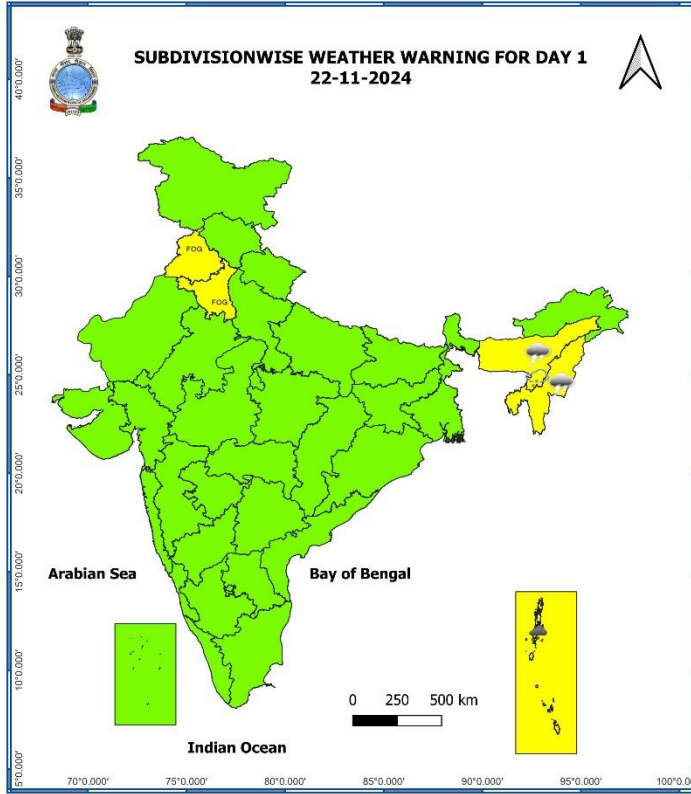 SUBDIVISIONWISE WEATHER WARNING FOR DAY 1
22-11-2024
40°0.000'
35°0.000'
30°0.000'
25°0.000'
20°0.000'
15°0.000'
10°0.000'
5°0.000'
FOG
FOG
Arabian Sea
Bay of Bengal
0 250 500 km
Indian Ocean
70°0.000' 75°0.000' 80°0.000' 85°0.000' 90°0.000' 95°0.000' 100°0.00